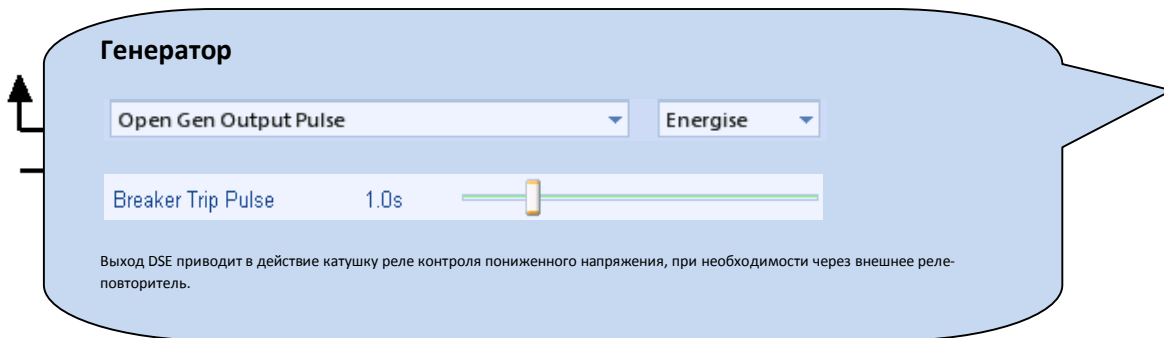 Генератор
Open Gen Output Pulse Energise
Breaker Trip Pulse 1.0s
Выход DSE приводит в действие катушку реле контроля пониженного напряжения, при необходимости через внешнее реле-
повторитель.